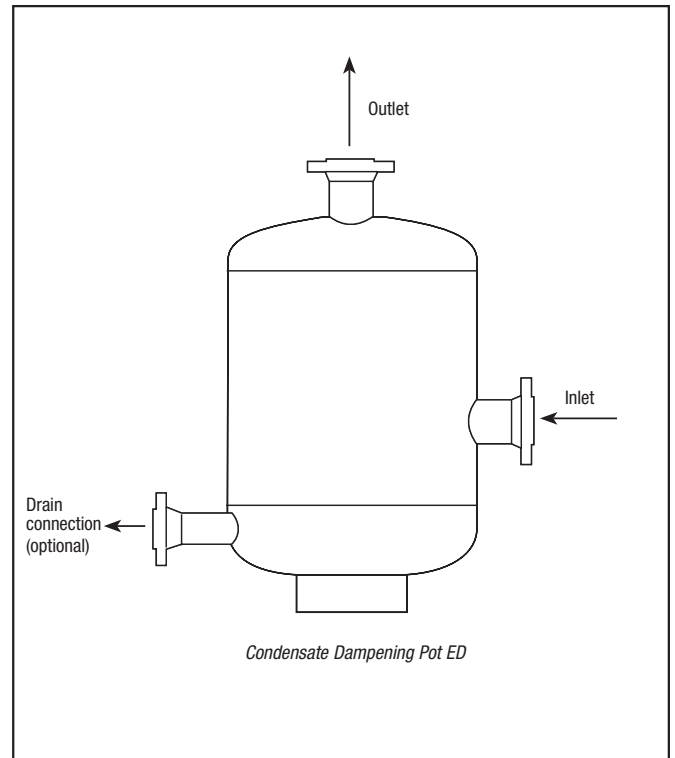 Outlet
Inlet
Drain
connection
(optional)
Condensate Dampening Pot ED